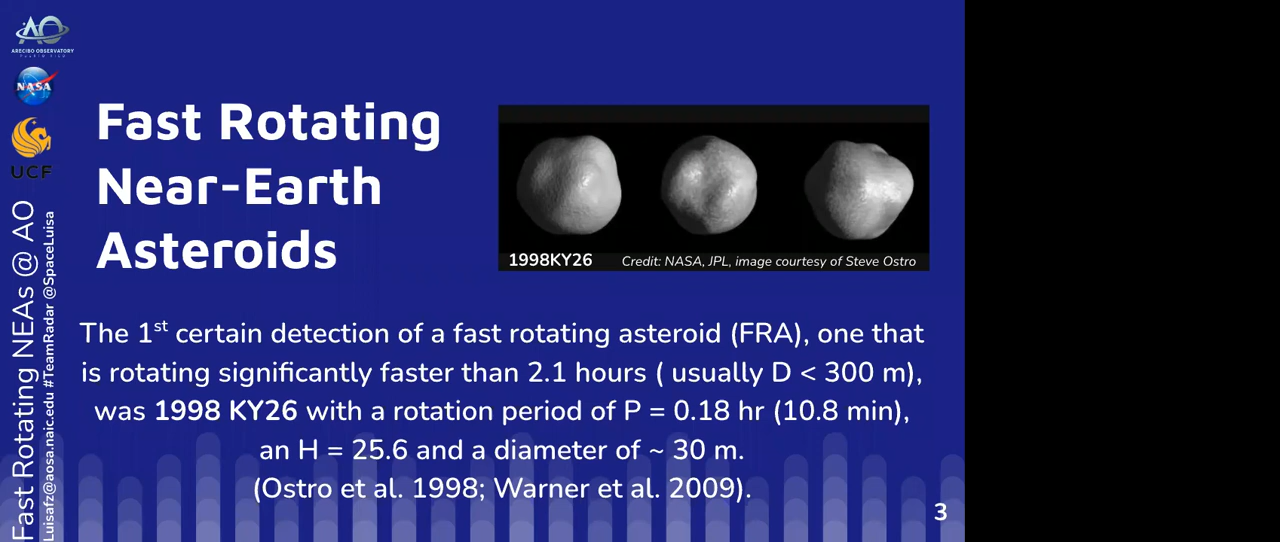 AO
ARECIBO OBSERVATORY
PUERTO RICO
NASA
UCF
Fast Rotating NEAs @ AO
Luisafz@aosa.naic.edu #TeamRadar @SpaceLuisa
Fast Rotating
Near-Earth
Asteroids
1998KY26 Credit: NASA, JPL, image courtesy of Steve Ostro
The 1st certain detection of a fast rotating asteroid (FRA), one that
is rotating significantly faster than 2.1 hours ( usually D < 300 m),
was 1998 KY26 with a rotation period of P = 0.18 hr (10.8 min),
an H = 25.6 and a diameter of ~ 30 m.
(Ostro et al. 1998; Warner et al. 2009).
3